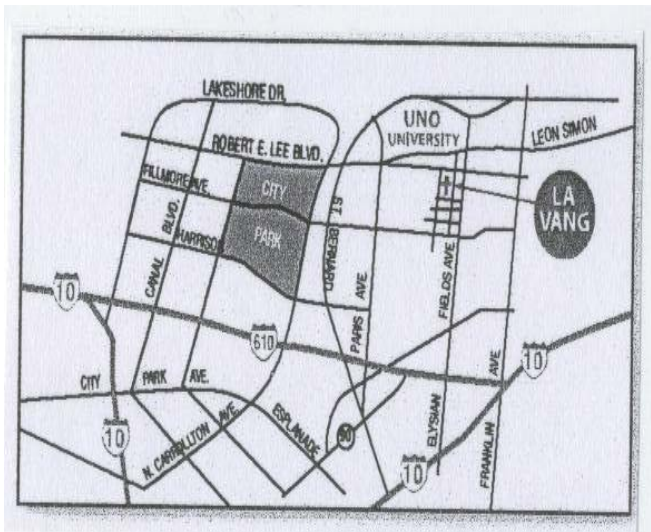 LAKESHORE DR.
UNO
UNIVERSITY
LEON SIMON
ROBERT E. LEE BLVD.
FILLMORE AVE.
CITY
PARK
LA
VANG
HARRISON
CANAL BLVD.
ST. BERNARD
PARIS AVE.
ELYSIAN FIELDS AVE.
FRANKLIN AVE
10
610
10
CITY PARK AVE.
10
N. CARROLLTON AVE.
ESPLANADE
90
10